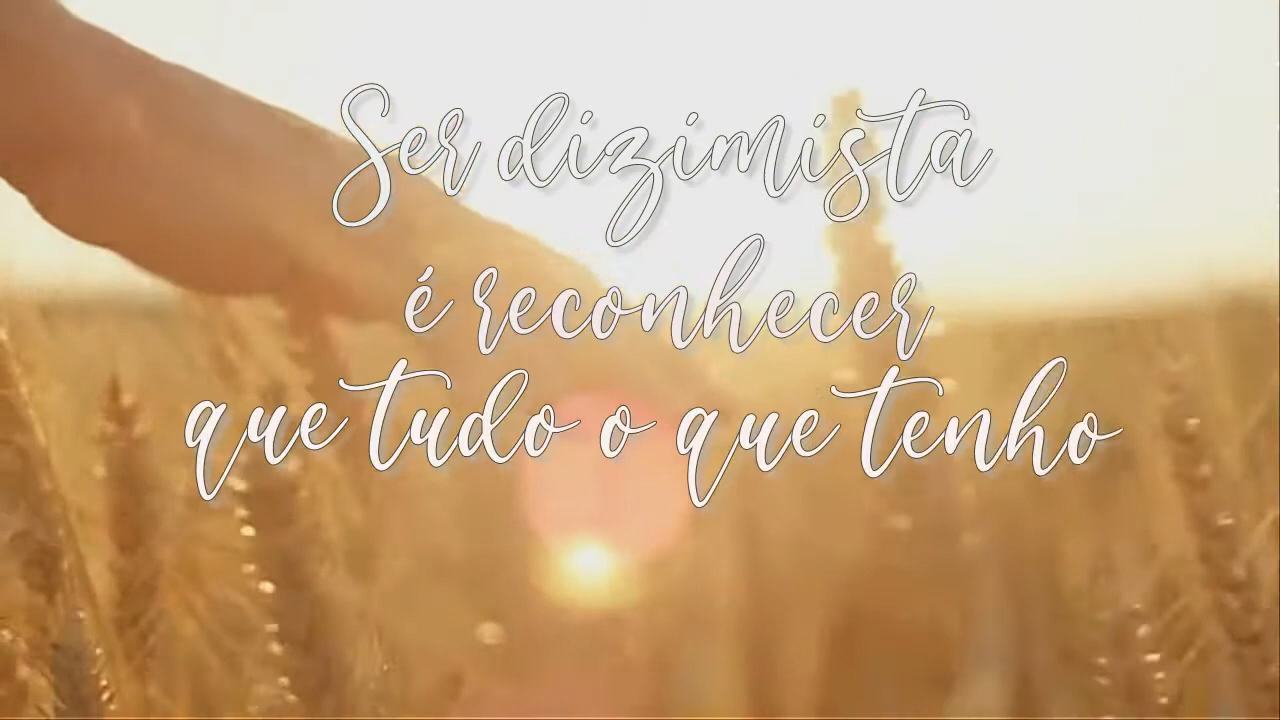 Ser dizimista
é reconhecer
que tudo o que tenho